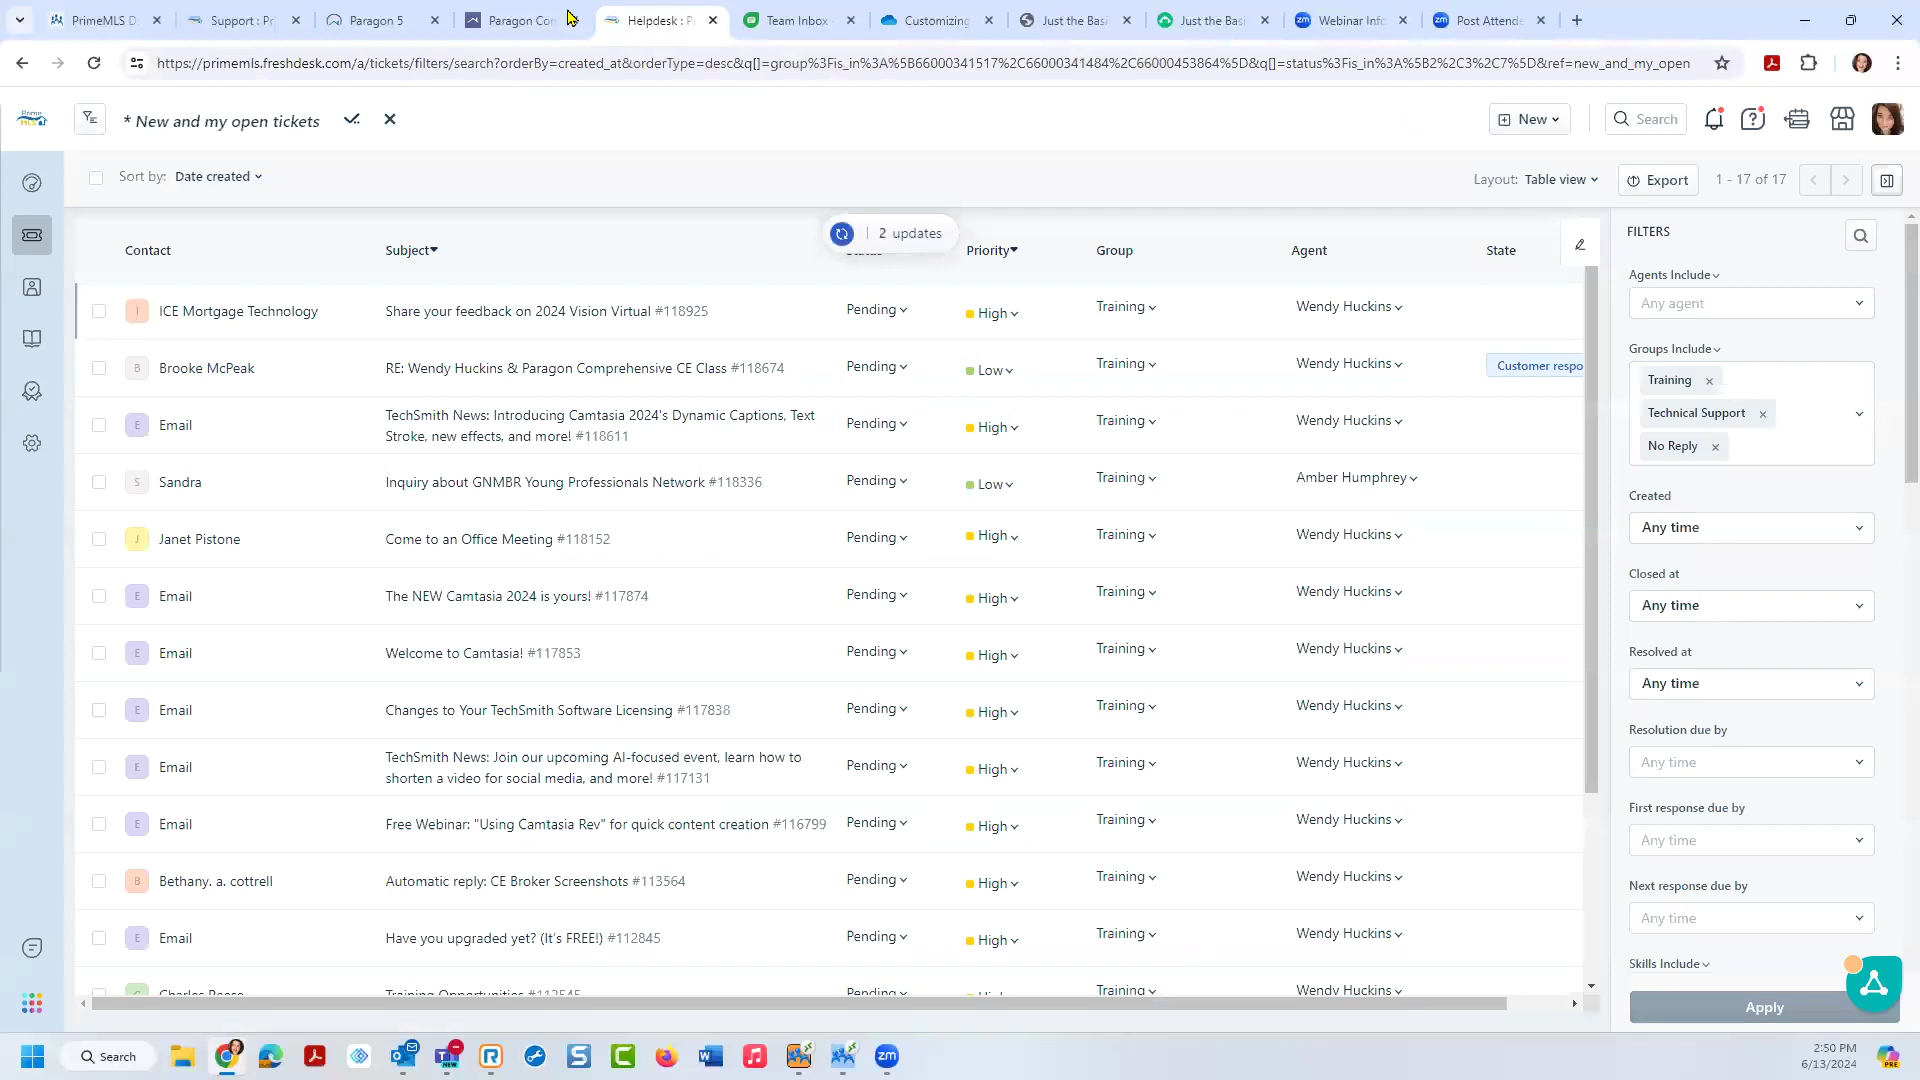 PrimeMLS D
Support : Pr
Paragon 5
Paragon Con
Helpdesk : Pr
Team Inbox
Customizing
Just the Basi
Just the Basi
Webinar Info
Post Attende
https://primemls.freshdesk.com/a/tickets/filters/search?orderBy=created_at&orderType=desc&q[]=group%3Fis_in%3A%5B66000341517%2C66000341484%2C66000453864%5D&q[]=status%3Fis_in%3A%5B2%2C3%2C7%5D&ref=new_and_my_open
* New and my open tickets
New
Search
Sort by: Date created
Layout: Table view
Export
1 - 17 of 17
2 updates
Contact Subject Status Priority Group Agent State
ICE Mortgage Technology Share your feedback on 2024 Vision Virtual #118925 Pending High Training Wendy Huckins
B Brooke McPeak RE: Wendy Huckins & Paragon Comprehensive CE Class #118674 Pending Low Training Wendy Huckins Customer respo
E Email TechSmith News: Introducing Camtasia 2024's Dynamic Captions, Text
Stroke, new effects, and more! #118611 Pending High Training Wendy Huckins
S Sandra Inquiry about GNMBR Young Professionals Network #118336 Pending Low Training Amber Humphrey
J Janet Pistone Come to an Office Meeting #118152 Pending High Training Wendy Huckins
E Email The NEW Camtasia 2024 is yours! #117874 Pending High Training Wendy Huckins
E Email Welcome to Camtasia! #117853 Pending High Training Wendy Huckins
E Email Changes to Your TechSmith Software Licensing #117838 Pending High Training Wendy Huckins
E Email TechSmith News: Join our upcoming AI-focused event, learn how to
shorten a video for social media, and more! #117131 Pending High Training Wendy Huckins
E Email Free Webinar: "Using Camtasia Rev" for quick content creation #116799 Pending High Training Wendy Huckins
B Bethany. a. cottrell Automatic reply: CE Broker Screenshots #113564 Pending High Training Wendy Huckins
E Email Have you upgraded yet? (It's FREE!) #112845 Pending High Training Wendy Huckins
Charles Reese Training Opportunities #112545 Pending High Training Wendy Huckins
FILTERS
Agents Include
Any agent
Groups Include
Training
Technical Support
No Reply
Created
Any time
Closed at
Any time
Resolved at
Any time
Resolution due by
Any time
First response due by
Any time
Next response due by
Any time
Skills Include
Apply
Search
2:50 PM
6/13/2024